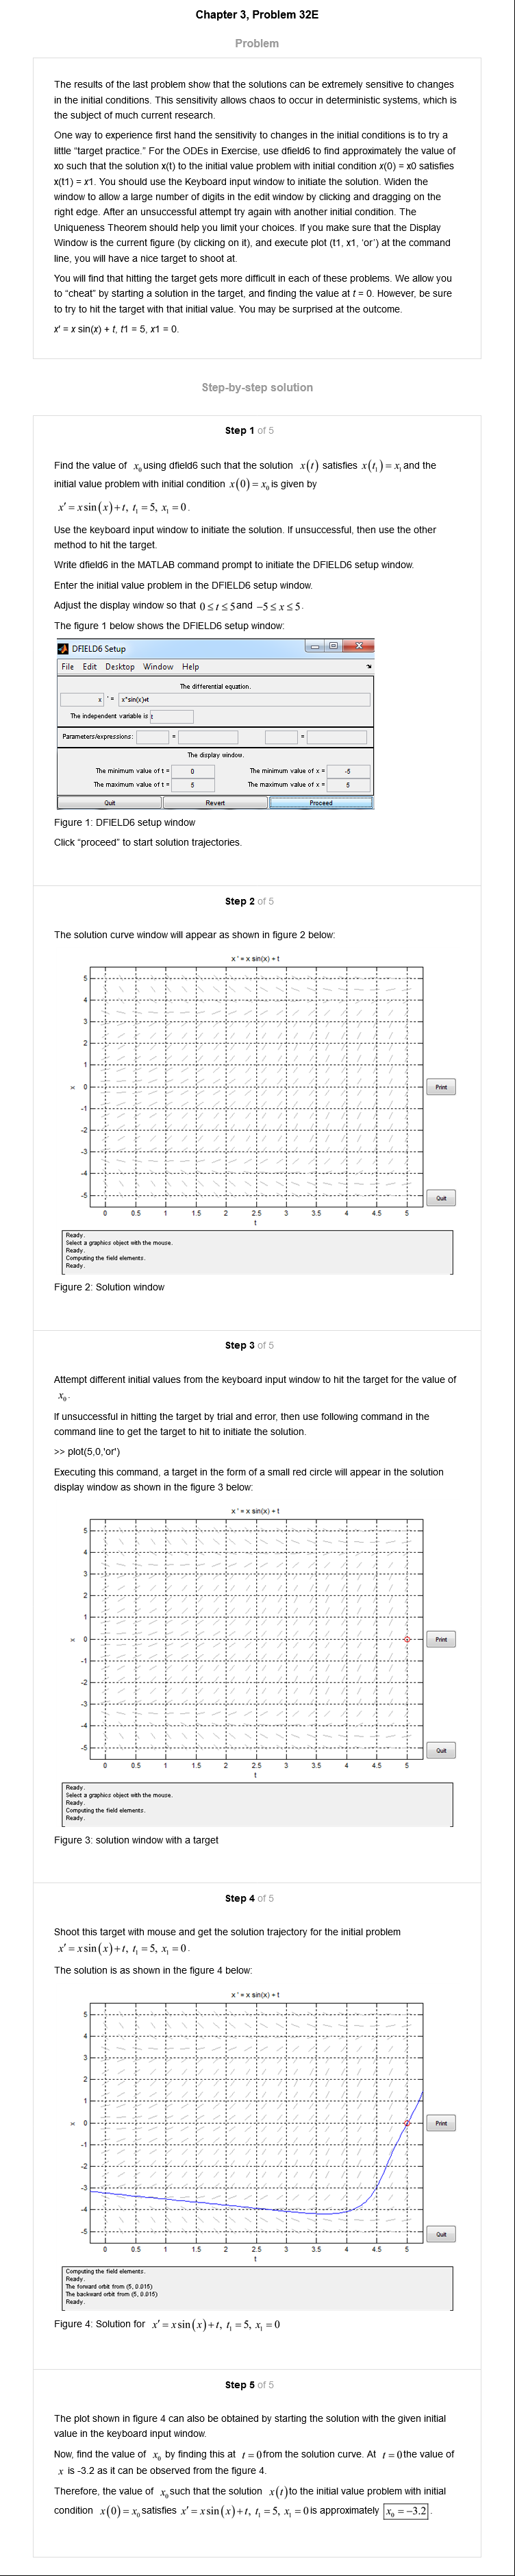 Chapter 3, Problem 32E
Problem
The results of the last problem show that the solutions can be extremely sensitive to changes
in the initial conditions. This sensitivity allows chaos to occur in deterministic systems, which is
the subject of much current research.
One way to experience first hand the sensitivity to changes in the initial conditions is to try a
little “target practice.” For the ODEs in Exercise, use dfield6 to find approximately the value of
xo such that the solution x(t) to the initial value problem with initial condition x(0) = x0 satisfies
x(t1) = x1. You should use the Keyboard input window to initiate the solution. Widen the
window to allow a large number of digits in the edit window by clicking and dragging on the
right edge. After an unsuccessful attempt try again with another initial condition. The
Uniqueness Theorem should help you limit your choices. If you make sure that the Display
Window is the current figure (by clicking on it), and execute plot (t1, x1, ‘or’) at the command
line, you will have a nice target to shoot at.
You will find that hitting the target gets more difficult in each of these problems. We allow you
to “cheat” by starting a solution in the target, and finding the value at t = 0. However, be sure
to try to hit the target with that initial value. You may be surprised at the outcome.
x' = x sin(x) + t, t1 = 5, x1 = 0.
Step-by-step solution
Step 1 of 5
Find the value of x₀ using dfield6 such that the solution x(t) satisfies x(t₁) = x₁ and the
initial value problem with initial condition x(0) = x₀ is given by
x′ = x sin(x) + t, t₁ = 5, x₁ = 0.
Use the keyboard input window to initiate the solution. If unsuccessful, then use the other
method to hit the target.
Write dfield6 in the MATLAB command prompt to initiate the DFIELD6 setup window.
Enter the initial value problem in the DFIELD6 setup window.
Adjust the display window so that 0 ≤ t ≤ 5 and −5 ≤ x ≤ 5.
The figure 1 below shows the DFIELD6 setup window:
DFIELD6 Setup
File Edit Desktop Window Help
The differential equation.
x ' = x*sin(x)+t
The independent variable is t
Parameters/expressions: = =
The display window.
The minimum value of t = 0 The minimum value of x = -5
The maximum value of t = 5 The maximum value of x = 5
Quit Revert Proceed
Figure 1: DFIELD6 setup window
Click “proceed” to start solution trajectories.
Step 2 of 5
The solution curve window will appear as shown in figure 2 below:
x ' = x sin(x) + t
5
4
3
2
1
x 0 Print
-1
-2
-3
-4
-5 Quit
0 0.5 1 1.5 2 2.5 3 3.5 4 4.5 5
t
Ready.
Select a graphics object with the mouse.
Ready.
Computing the field elements.
Ready.
Figure 2: Solution window
Step 3 of 5
Attempt different initial values from the keyboard input window to hit the target for the value of
x₀.
If unsuccessful in hitting the target by trial and error, then use following command in the
command line to get the target to hit to initiate the solution.
>> plot(5,0,'or')
Executing this command, a target in the form of a small red circle will appear in the solution
display window as shown in the figure 3 below:
x ' = x sin(x) + t
5
4
3
2
1
x 0 Print
-1
-2
-3
-4
-5 Quit
0 0.5 1 1.5 2 2.5 3 3.5 4 4.5 5
t
Ready.
Select a graphics object with the mouse.
Ready.
Computing the field elements.
Ready.
Figure 3: solution window with a target
Step 4 of 5
Shoot this target with mouse and get the solution trajectory for the initial problem
x′ = x sin(x) + t, t₁ = 5, x₁ = 0.
The solution is as shown in the figure 4 below:
x ' = x sin(x) + t
5
4
3
2
1
x 0 Print
-1
-2
-3
-4
-5 Quit
0 0.5 1 1.5 2 2.5 3 3.5 4 4.5 5
t
Computing the field elements.
Ready.
The forward orbit from (5, 0.015)
The backward orbit from (5, 0.015)
Ready.
Figure 4: Solution for x′ = x sin(x) + t, t₁ = 5, x₁ = 0
Step 5 of 5
The plot shown in figure 4 can also be obtained by starting the solution with the given initial
value in the keyboard input window.
Now, find the value of x₀ by finding this at t = 0 from the solution curve. At t = 0 the value of
x is -3.2 as it can be observed from the figure 4.
Therefore, the value of x₀ such that the solution x(t) to the initial value problem with initial
condition x(0) = x₀ satisfies x′ = x sin(x) + t, t₁ = 5, x₁ = 0 is approximately x₀ = −3.2.